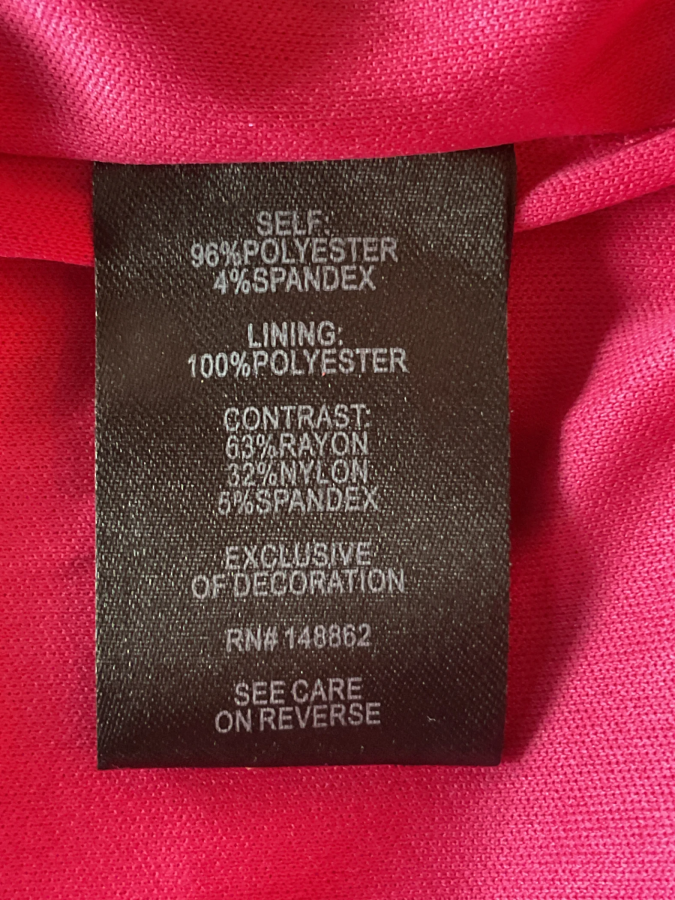 SELF:
96%POLYESTER
4%SPANDEX
LINING:
100%POLYESTER
CONTRAST:
63%RAYON
32%NYLON
5%SPANDEX
EXCLUSIVE
OF DECORATION
RN# 148862
SEE CARE
ON REVERSE